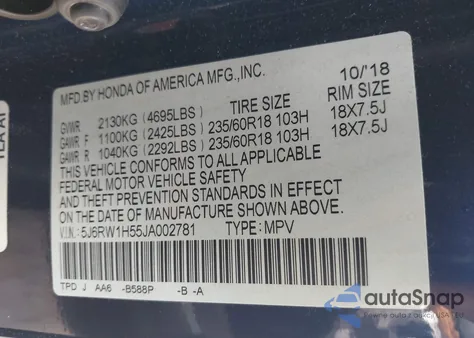 MFD.BY HONDA OF AMERICA MFG.,INC. 10/'18
GVWR 2130KG (4695LBS) TIRE SIZE RIM SIZE
GAWR F 1100KG (2425LBS) 235/60R18 103H 18X7.5J
GAWR R 1040KG (2292LBS) 235/60R18 103H 18X7.5J
THIS VEHICLE CONFORMS TO ALL APPLICABLE
FEDERAL MOTOR VEHICLE SAFETY
AND THEFT PREVENTION STANDARDS IN EFFECT
ON THE DATE OF MANUFACTURE SHOWN ABOVE.
V.I.N.:5J6RW1H55JA002781 TYPE:MPV
TPD J AA6 -B588P -B -A
autoSnap